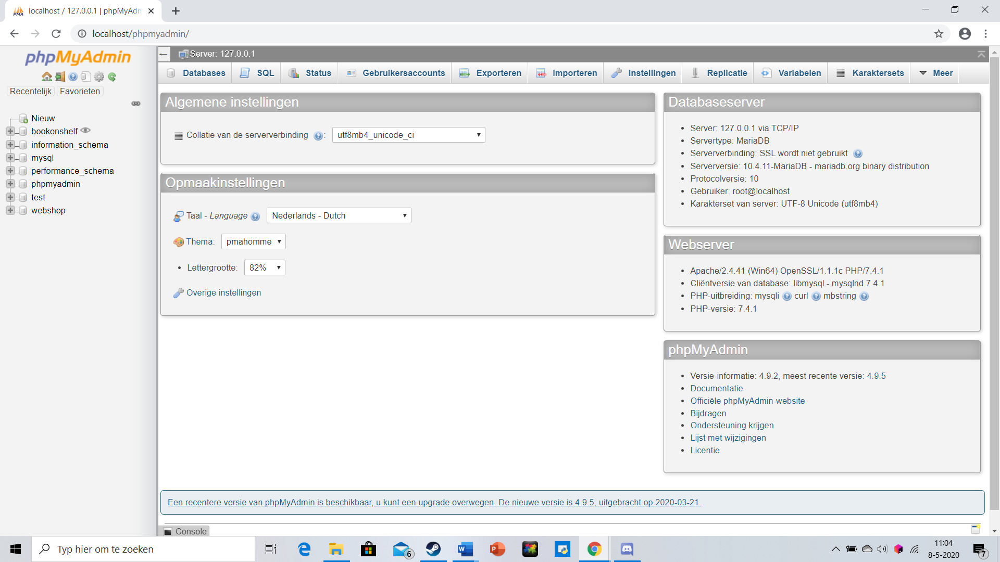 localhost / 127.0.0.1 | phpMyAdm
localhost/phpmyadmin/
phpMyAdmin
Recentelijk Favorieten
Nieuw
bookonshelf
information_schema
mysql
performance_schema
phpmyadmin
test
webshop
Server: 127.0.0.1
Databases SQL Status Gebruikersaccounts Exporteren Importeren Instellingen Replicatie Variabelen Karaktersets Meer
Algemene instellingen
Collatie van de serververbinding : utf8mb4_unicode_ci
Opmaakinstellingen
Taal - Language Nederlands - Dutch
Thema: pmahomme
• Lettergrootte: 82%
Overige instellingen
Databaseserver
• Server: 127.0.0.1 via TCP/IP
• Servertype: MariaDB
• Serververbinding: SSL wordt niet gebruikt
• Serverversie: 10.4.11-MariaDB - mariadb.org binary distribution
• Protocolversie: 10
• Gebruiker: root@localhost
• Karakterset van server: UTF-8 Unicode (utf8mb4)
Webserver
• Apache/2.4.41 (Win64) OpenSSL/1.1.1c PHP/7.4.1
• Cliëntversie van database: libmysql - mysqlnd 7.4.1
• PHP-uitbreiding: mysqli curl mbstring
• PHP-versie: 7.4.1
phpMyAdmin
• Versie-informatie: 4.9.2, meest recente versie: 4.9.5
• Documentatie
• Officiële phpMyAdmin-website
• Bijdragen
• Ondersteuning krijgen
• Lijst met wijzigingen
• Licentie
Een recentere versie van phpMyAdmin is beschikbaar, u kunt een upgrade overwegen. De nieuwe versie is 4.9.5, uitgebracht op 2020-03-21.
Console
Typ hier om te zoeken
6
11:04
8-5-2020
7